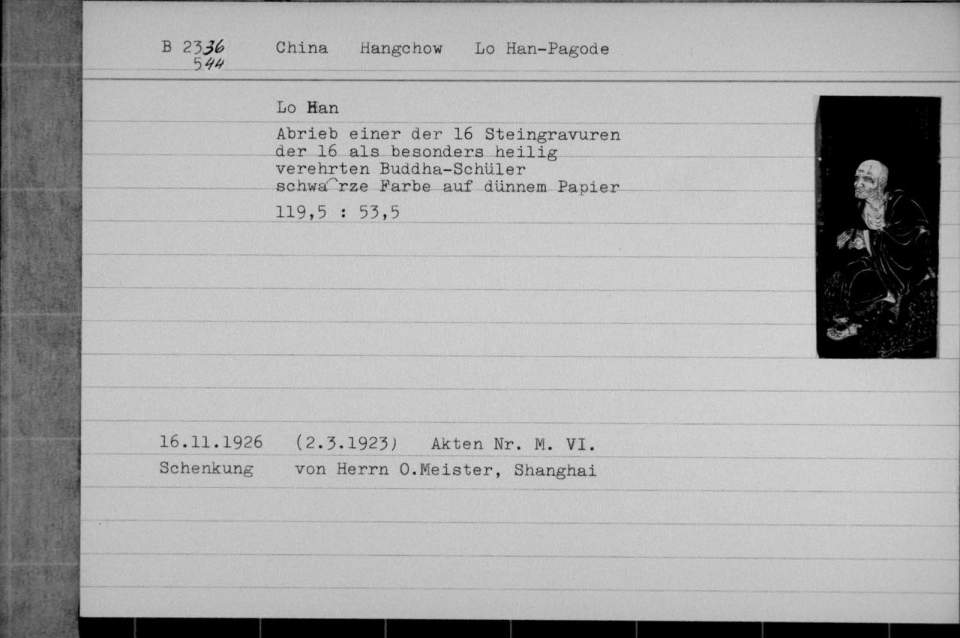 B 2336 China Hangchow Lo Han-Pagode
544
Lo Han
Abrieb einer der 16 Steingravuren
der 16 als besonders heilig
verehrten Buddha-Schüler
schwa^rze Farbe auf dünnem Papier
119,5 : 53,5
16.11.1926 (2.3.1923) Akten Nr. M. VI.
Schenkung von Herrn O.Meister, Shanghai